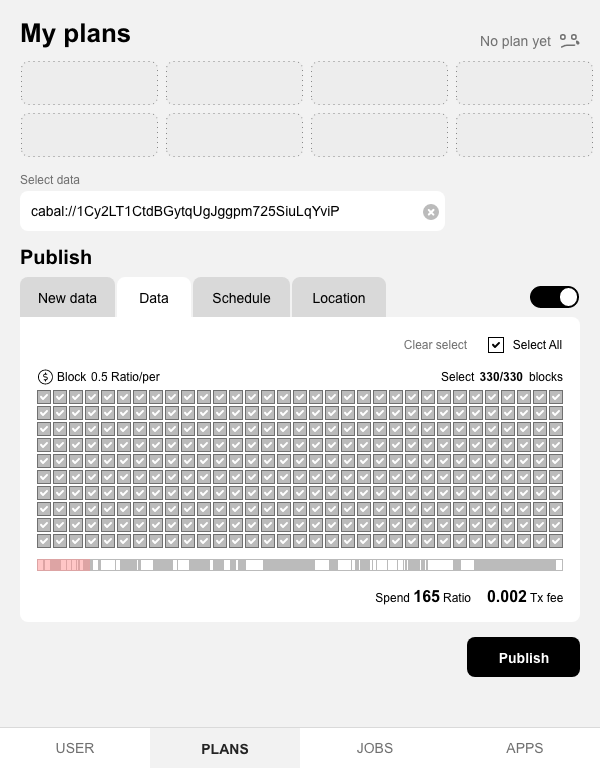 My plans
No plan yet
Select data
cabal://1Cy2LT1CtdBGytqUgJggpm725SiuLqYviP
Publish
New data Data Schedule Location
Clear select Select All
$ Block 0.5 Ratio/per Select 330/330 blocks
Spend 165 Ratio 0.002 Tx fee
Publish
USER PLANS JOBS APPS